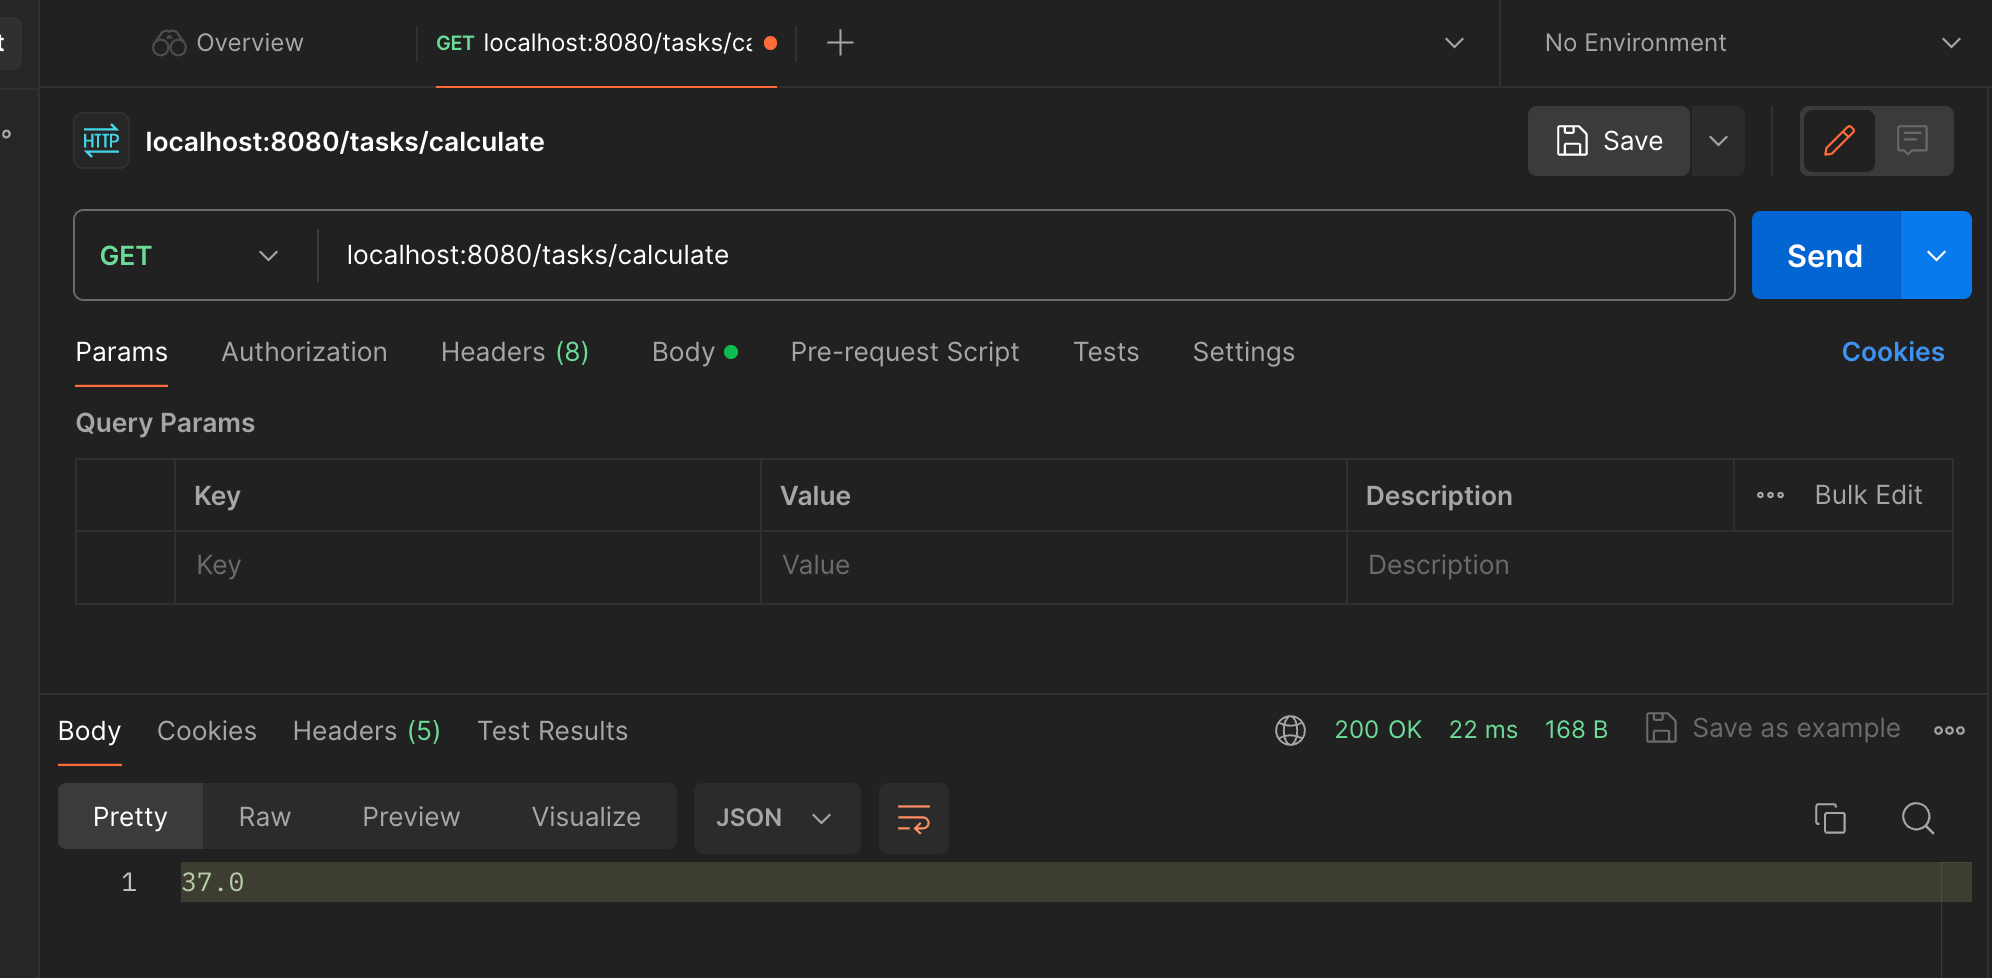 t
Overview
GET localhost:8080/tasks/ca
No Environment
HTTP
localhost:8080/tasks/calculate
Save
GET
localhost:8080/tasks/calculate
Send
Params
Authorization
Headers (8)
Body
Pre-request Script
Tests
Settings
Cookies
Query Params
Key
Value
Description
Bulk Edit
Key
Value
Description
Body
Cookies
Headers (5)
Test Results
200 OK
22 ms
168 B
Save as example
Pretty
Raw
Preview
Visualize
JSON
1
37.0